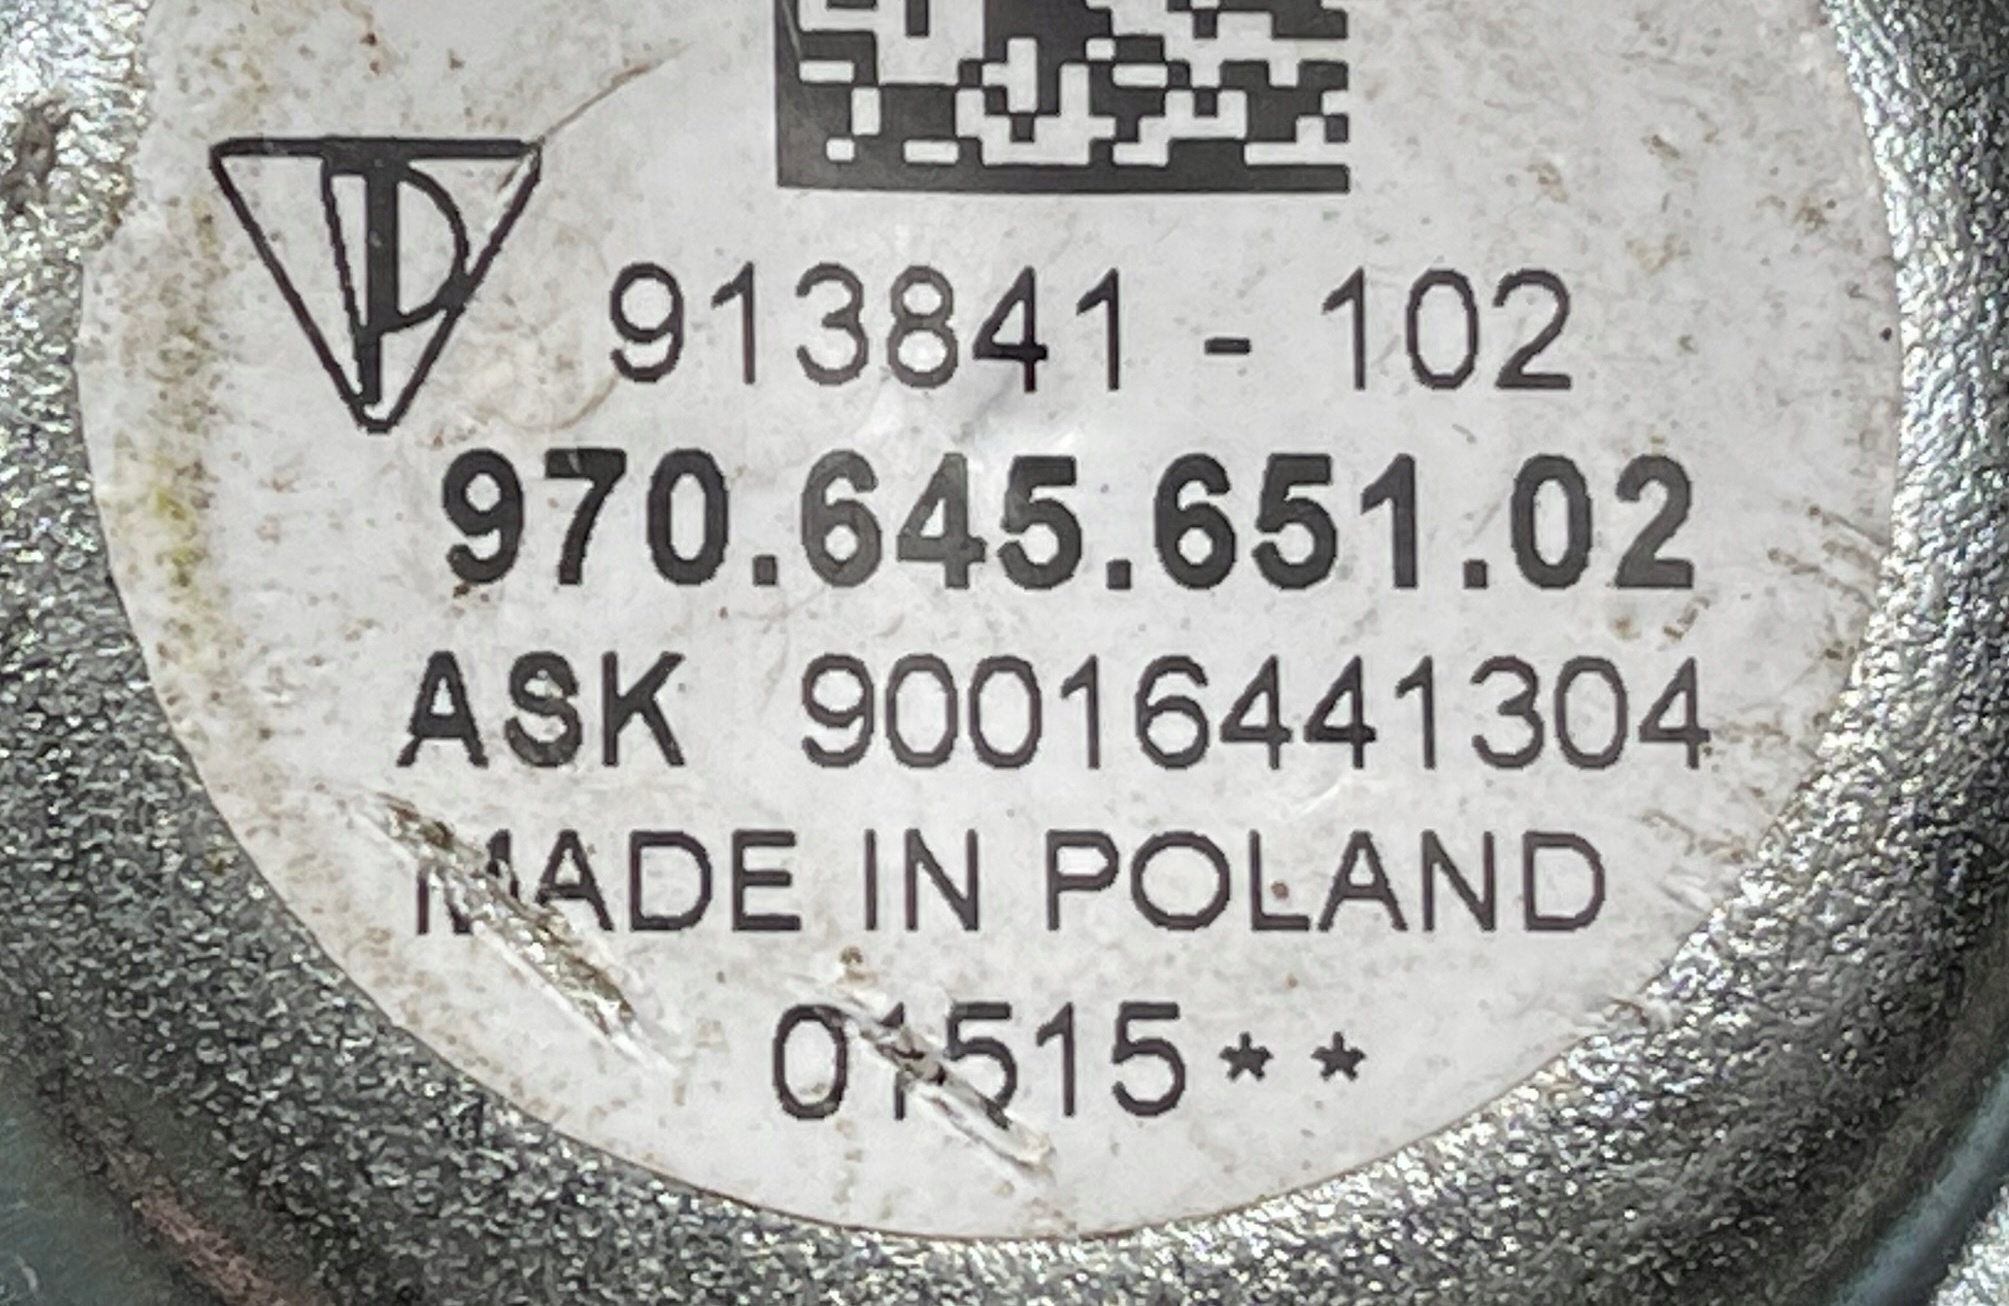 913841 - 102
970.645.651.02
ASK 90016441304
MADE IN POLAND
01515**